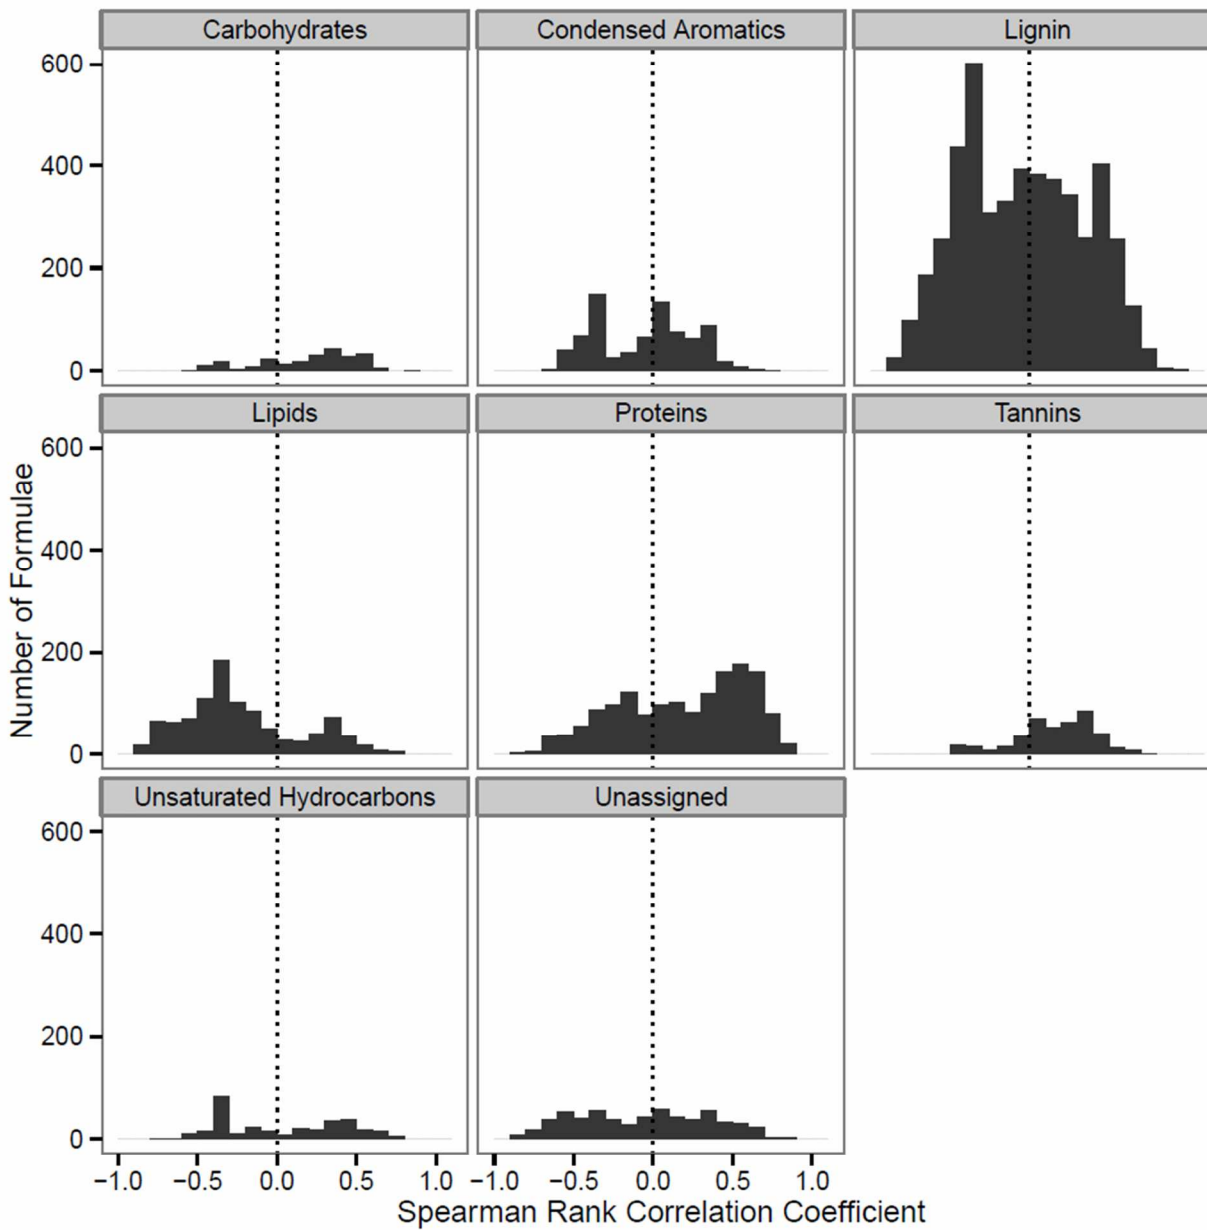 Carbohydrates
Condensed Aromatics
Lignin
600
400
200
0
Lipids
Proteins
Tannins
600
400
200
0
Unsaturated Hydrocarbons
Unassigned
600
400
200
0
−1.0 −0.5 0.0 0.5 1.0
−1.0 −0.5 0.0 0.5 1.0
Number of Formulae
Spearman Rank Correlation Coefficient